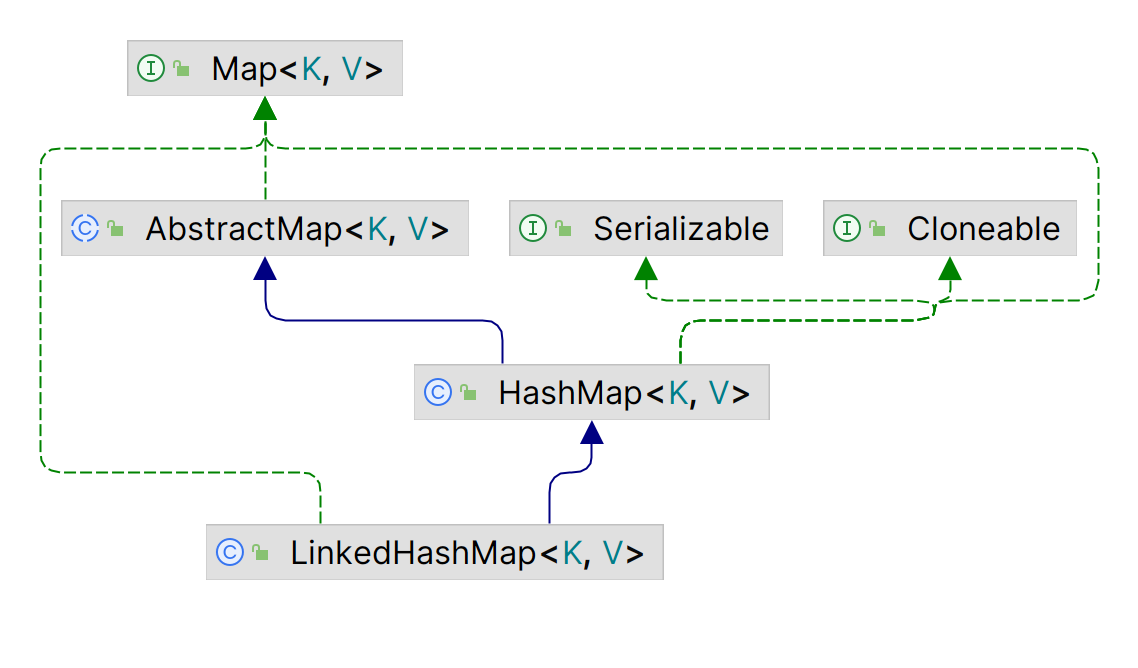 Map<K, V>
AbstractMap<K, V>
Serializable
Cloneable
HashMap<K, V>
LinkedHashMap<K, V>